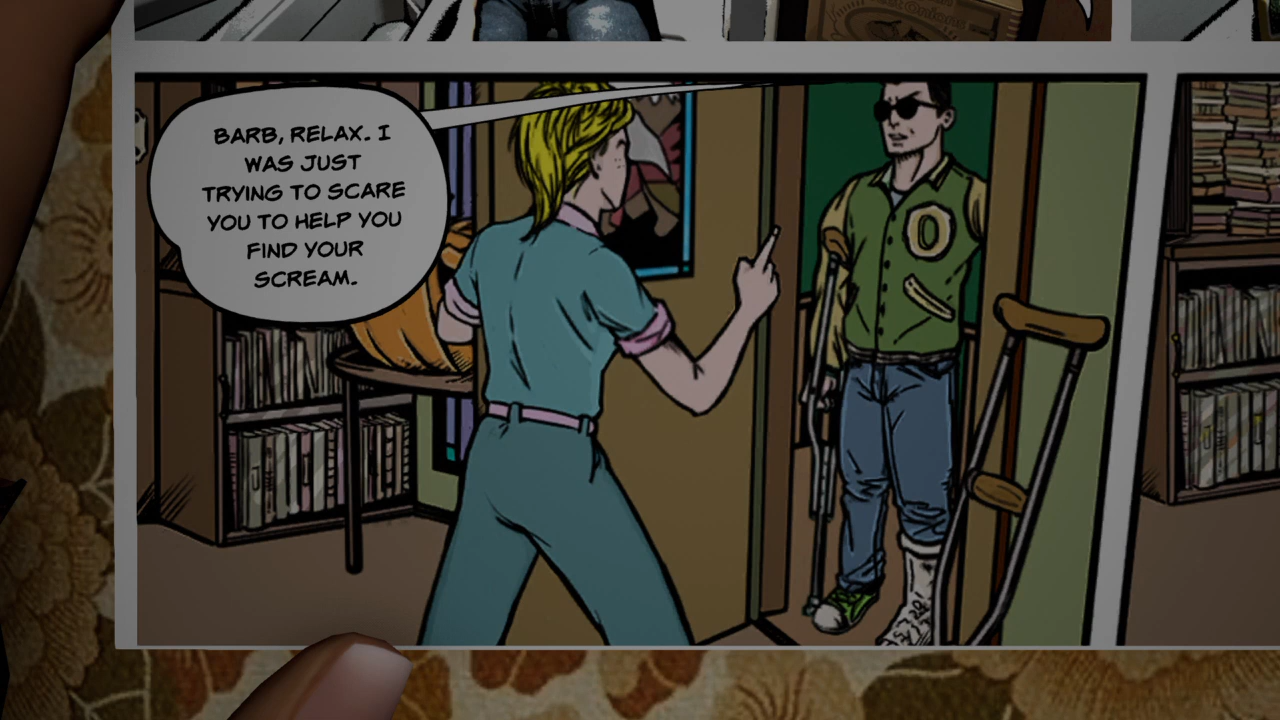 BARB, RELAX. I
WAS JUST
TRYING TO SCARE
YOU TO HELP YOU
FIND YOUR
SCREAM.
O